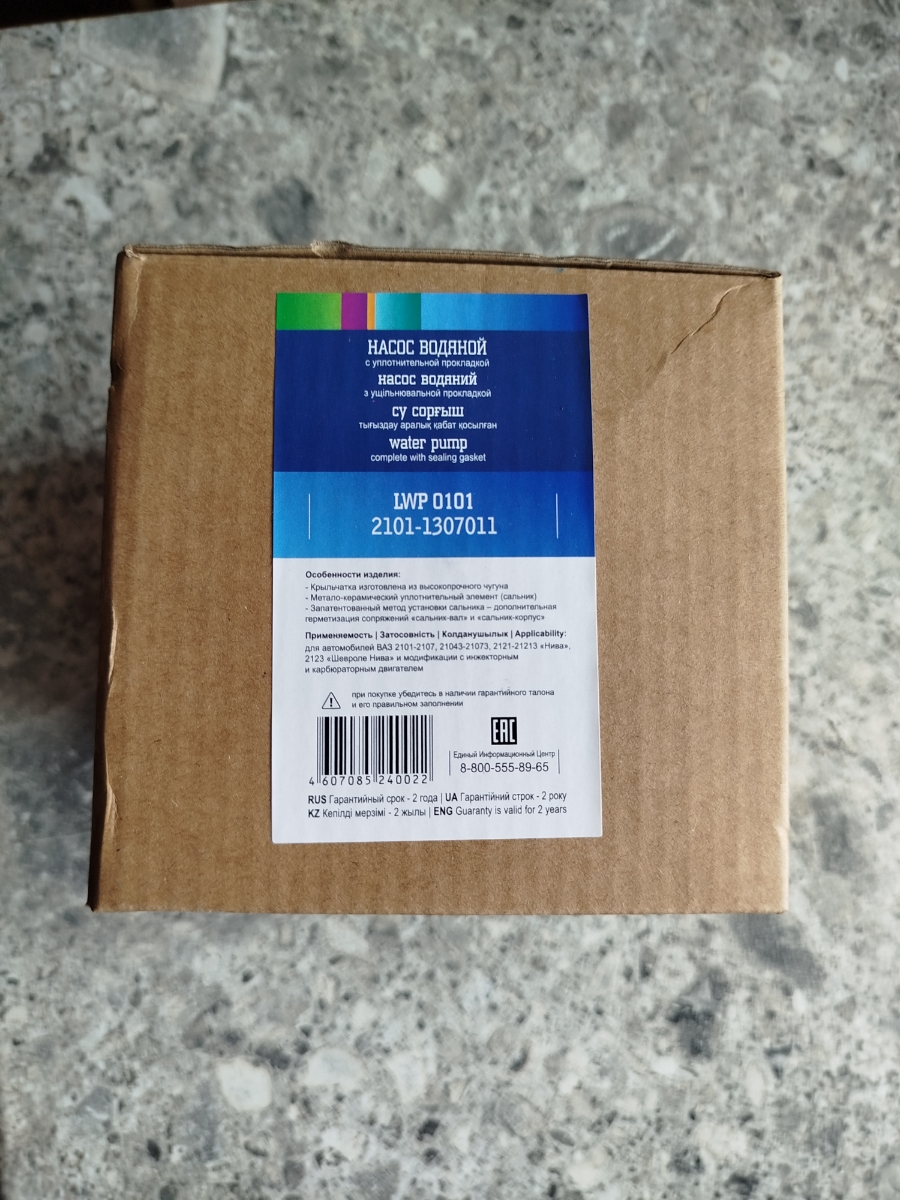 НАСОС ВОДЯНОЙ
с уплотнительной прокладкой
насос водяний
з ущільнювальной прокладкой
су сорғыш
тығыздау аралық қабат қосылған
water pump
complete with sealing gasket
LWP 0101
2101-1307011
Особенности изделия:
- Крыльчатка изготовлена из высокопрочного чугуна
- Метало-керамический уплотнительный элемент (сальник)
- Запатентованный метод установки сальника – дополнительная
герметизация сопряжений «сальник-вал» и «сальник-корпус»
Применяемость | Затосовність | Колданушылык | Applicability:
для автомобилей ВАЗ 2101-2107, 21043-21073, 2121-21213 «Нива»,
2123 «Шевроле Нива» и модификации с инжекторным
и карбюраторным двигателем
при покупке убедитесь в наличии гарантийного талона
и его правильном заполнении
EAC
Единый Информационный Центр
8-800-555-89-65
4 607085 240022
RUS Гарантийный срок - 2 года | UA Гарантійний строк - 2 року
KZ Кепілді мерзімі - 2 жылы | ENG Guaranty is valid for 2 years